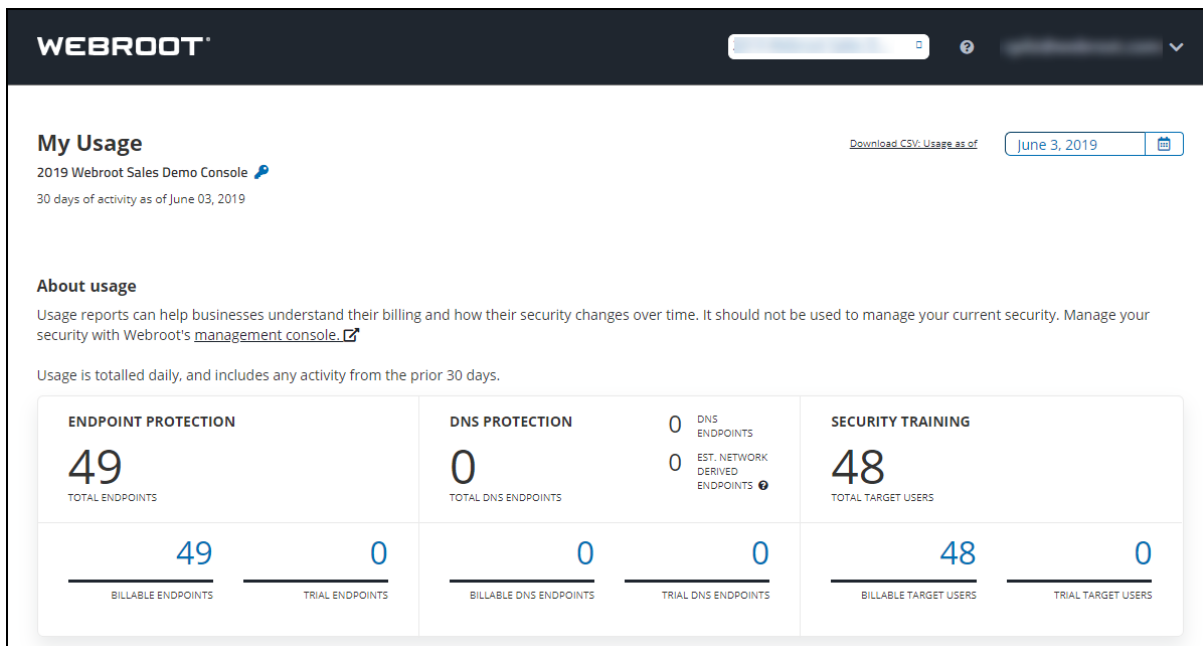 WEBROOT
My Usage
Download CSV: Usage as of
June 3, 2019
2019 Webroot Sales Demo Console
30 days of activity as of June 03, 2019
About usage
Usage reports can help businesses understand their billing and how their security changes over time. It should not be used to manage your current security. Manage your
security with Webroot's management console.
Usage is totalled daily, and includes any activity from the prior 30 days.
ENDPOINT PROTECTION
49
TOTAL ENDPOINTS
49
BILLABLE ENDPOINTS
0
TRIAL ENDPOINTS
DNS PROTECTION
0
TOTAL DNS ENDPOINTS
0 DNS
ENDPOINTS
0 EST. NETWORK
DERIVED
ENDPOINTS
0
BILLABLE DNS ENDPOINTS
0
TRIAL DNS ENDPOINTS
SECURITY TRAINING
48
TOTAL TARGET USERS
48
BILLABLE TARGET USERS
0
TRIAL TARGET USERS